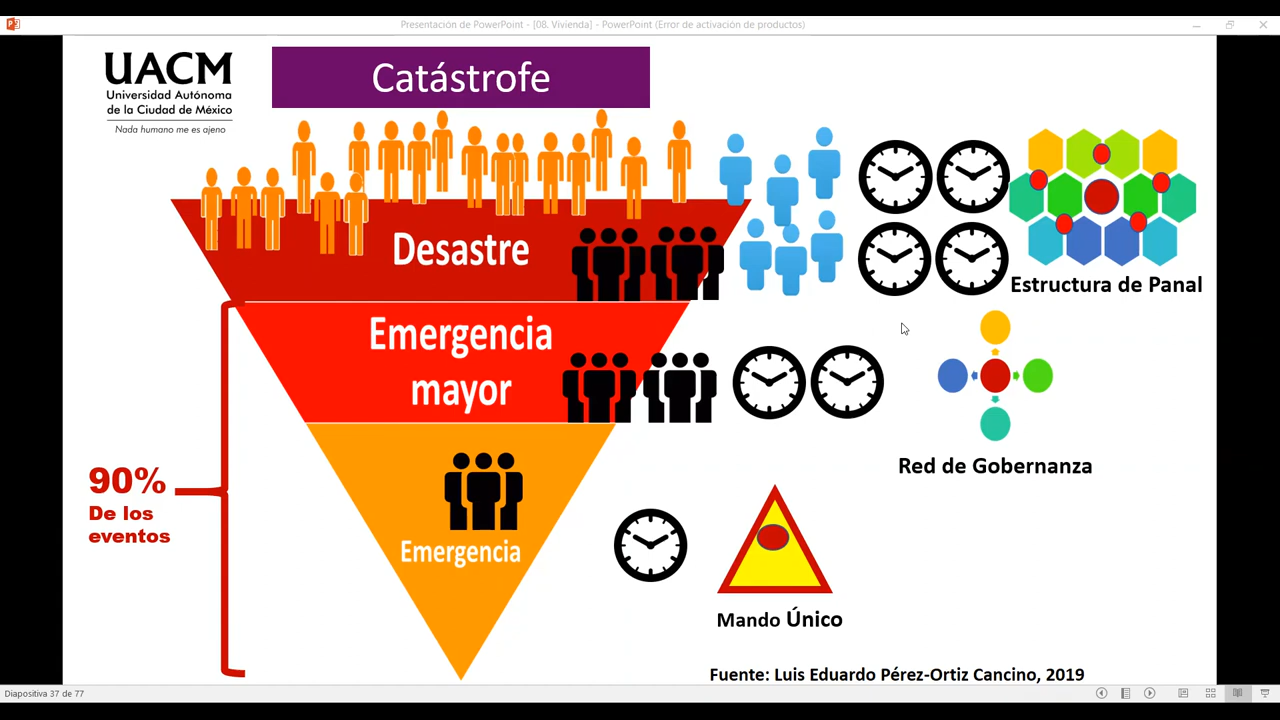 Presentación de PowerPoint - [08. Vivienda] - PowerPoint (Error de activación de productos)
UACM
Universidad Autónoma
de la Ciudad de México
Nada humano me es ajeno
Catástrofe
Desastre
Estructura de Panal
Emergencia
mayor
Red de Gobernanza
90%
De los
eventos
Emergencia
Mando Único
Fuente: Luis Eduardo Pérez-Ortiz Cancino, 2019
Diapositiva 37 de 77